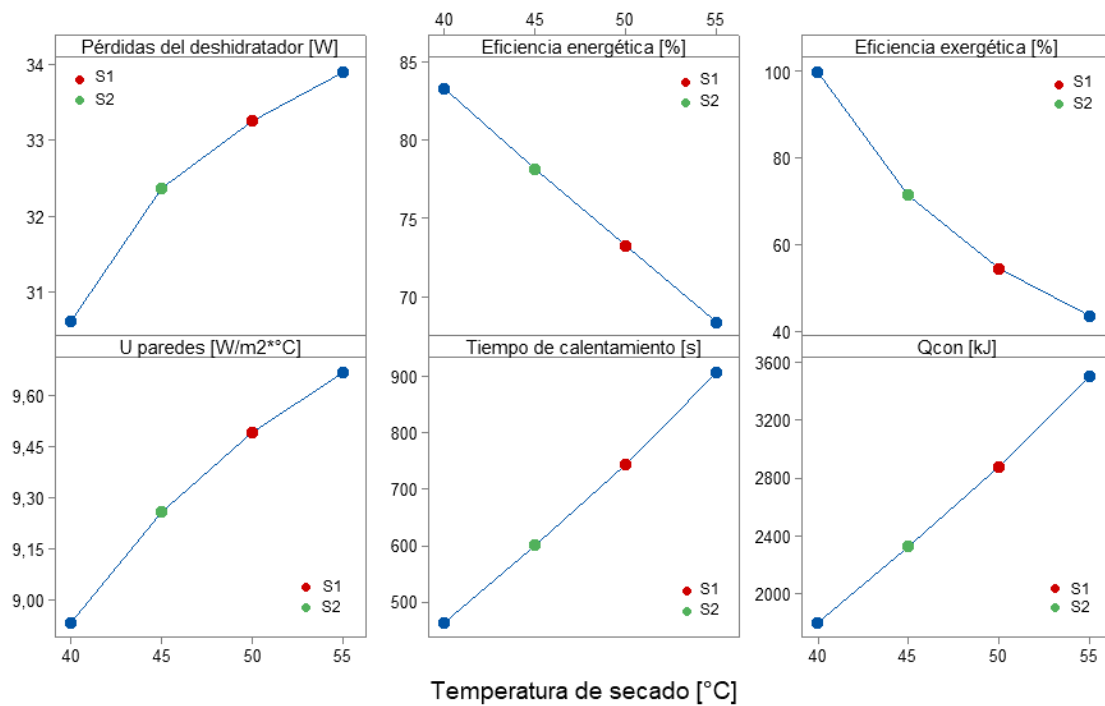 40 45 50 55
Pérdidas del deshidratador [W]
34
33
32
31
S1
S2
Eficiencia energética [%]
85
80
75
70
S1
S2
Eficiencia exergética [%]
100
80
60
40
S1
S2
U paredes [W/m2*°C]
9,60
9,45
9,30
9,15
9,00
S1
S2
40 45 50 55
Tiempo de calentamiento [s]
900
800
700
600
500
S1
S2
Qcon [kJ]
3600
3200
2800
2400
2000
S1
S2
40 45 50 55
Temperatura de secado [°C]